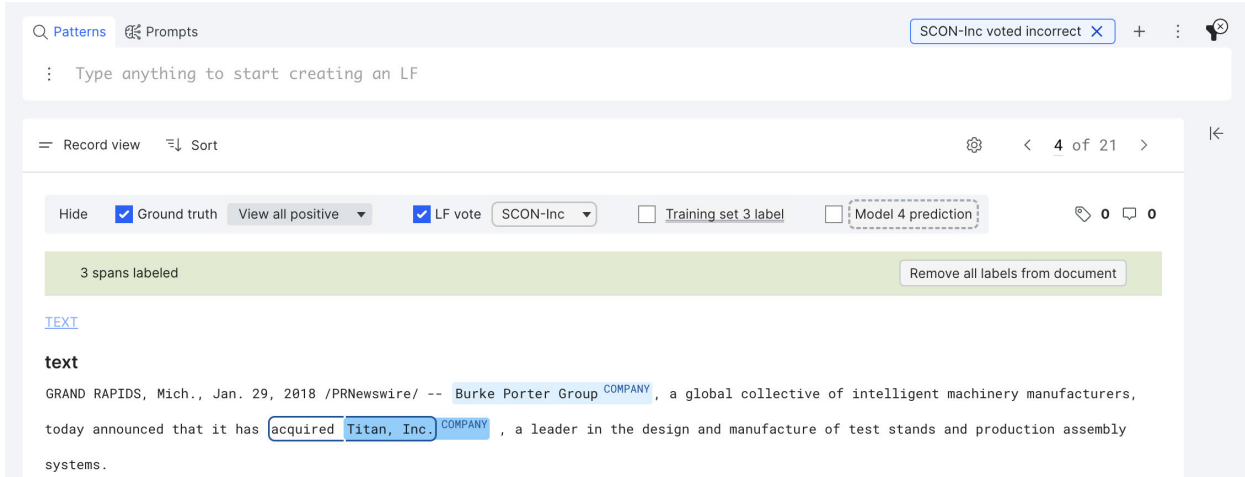 Patterns Prompts SCON-Inc voted incorrect
Type anything to start creating an LF
Record view Sort 4 of 21
Hide Ground truth View all positive LF vote SCON-Inc Training set 3 label Model 4 prediction 0 0
3 spans labeled Remove all labels from document
TEXT
text
GRAND RAPIDS, Mich., Jan. 29, 2018 /PRNewswire/ -- Burke Porter Group COMPANY, a global collective of intelligent machinery manufacturers,
today announced that it has acquired Titan, Inc. COMPANY , a leader in the design and manufacture of test stands and production assembly
systems.